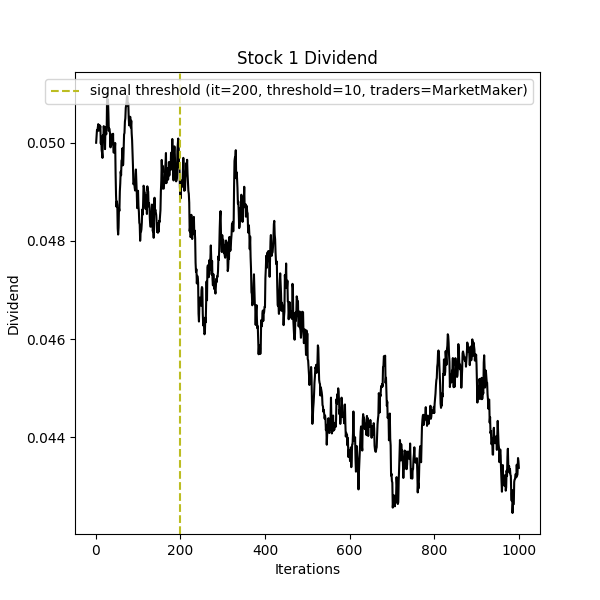 Stock 1 Dividend
signal threshold (it=200, threshold=10, traders=MarketMaker)
0.050
0.048
0.046
0.044
Dividend
0 200 400 600 800 1000
Iterations